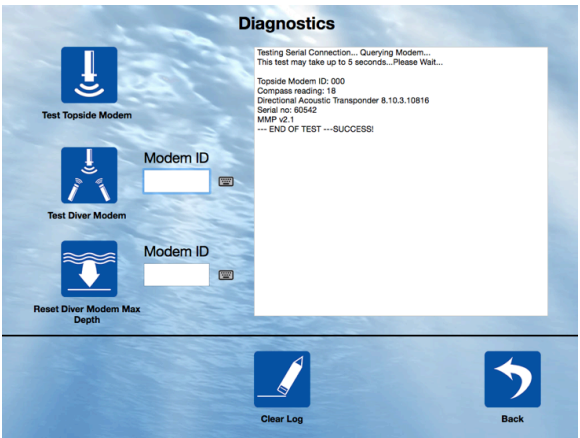 Diagnostics
Testing Serial Connection... Querying Modem...
This test may take up to 5 seconds...Please Wait...
Topside Modem ID: 000
Compass reading: 18
Directional Acoustic Transponder 8.10.3.10816
Serial no: 60542
MMP v2.1
--- END OF TEST ---SUCCESS!
Test Topside Modem
Modem ID
Test Diver Modem
Modem ID
Reset Diver Modem Max
Depth
Clear Log
Back